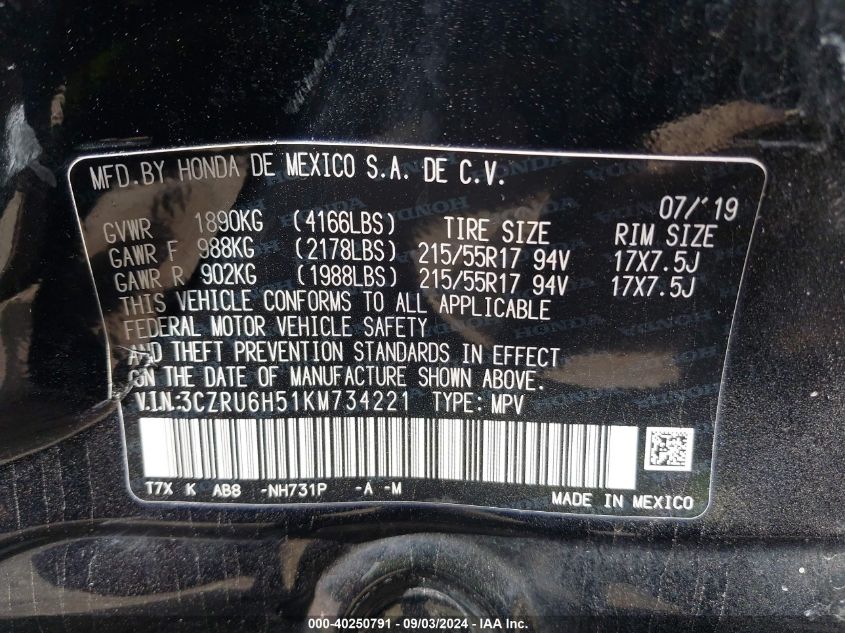 MFD. BY HONDA DE MEXICO S.A. DE C.V.
07/'19
GVWR 1890KG (4166LBS) TIRE SIZE RIM SIZE
GAWR F 988KG (2178LBS) 215/55R17 94V 17X7.5J
GAWR R 902KG (1988LBS) 215/55R17 94V 17X7.5J
THIS VEHICLE CONFORMS TO ALL APPLICABLE
FEDERAL MOTOR VEHICLE SAFETY
AND THEFT PREVENTION STANDARDS IN EFFECT
ON THE DATE OF MANUFACTURE SHOWN ABOVE.
V.I.N.:3CZRU6H51KM734221 TYPE: MPV
T7X K AB8 -NH731P -A -M
MADE IN MEXICO
000-40250791 - 09/03/2024 - IAAI.com